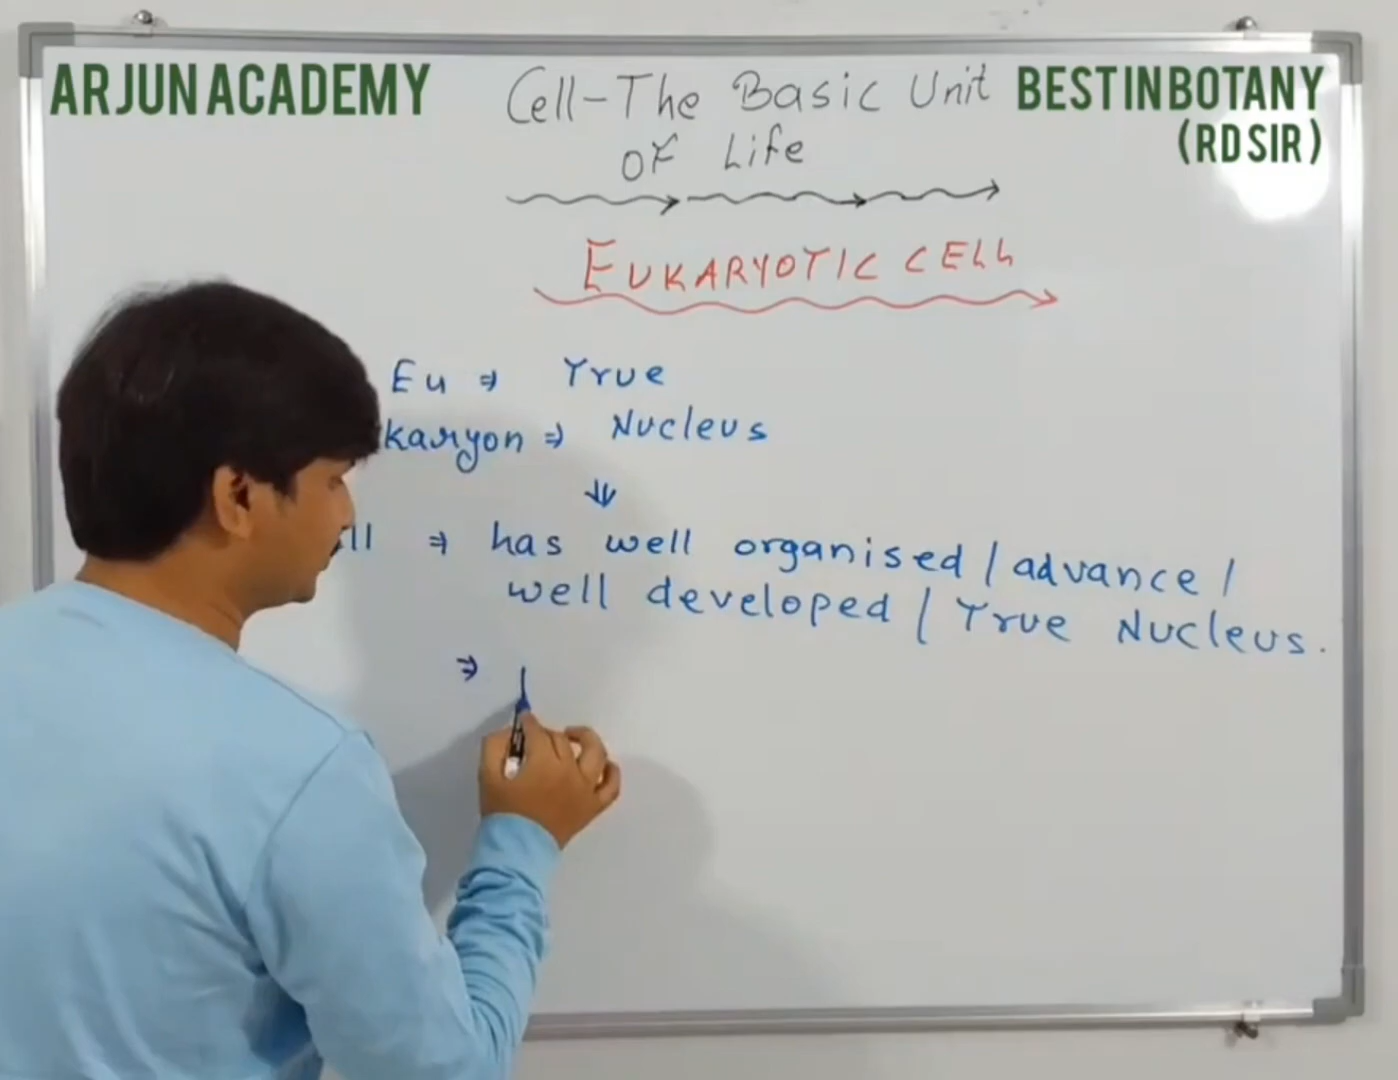 ARJUN ACADEMY
Cell-The Basic Unit
of Life
BEST IN BOTANY
(RD SIR)
EUKARYOTIC CELL
Eu ⇒ True
karyon ⇒ Nucleus
⇓
⇒ has well organised / advance /
well developed / True Nucleus.
⇒